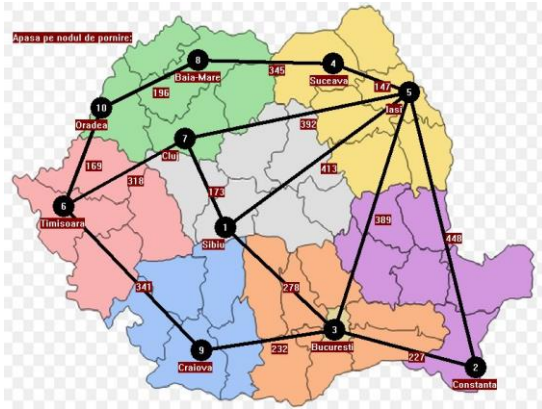 Apasa pe nodul de pornire:
8
Baia-Mare
345
4
Suceava
147
5
Iasi
196
10
Oradea
392
7
Cluj
169
318
173
413
6
Timisoara
1
Sibiu
389
448
341
278
3
Bucuresti
9
Craiova
232
227
2
Constanta